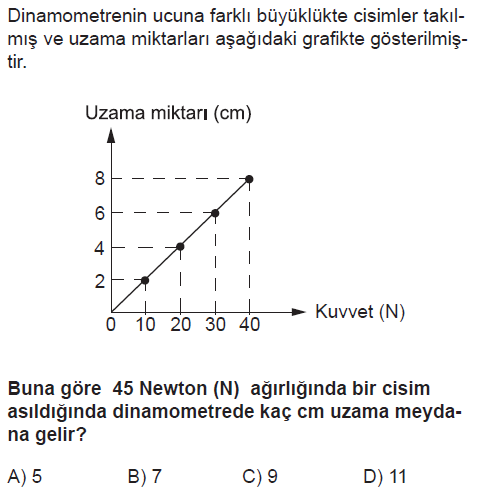 Dinamometrenin ucuna farklı büyüklükte cisimler takıl-
mış ve uzama miktarları aşağıdaki grafikte gösterilmiş-
tir.
Uzama miktarı (cm)
8
6
4
2
0 10 20 30 40
Kuvvet (N)
Buna göre 45 Newton (N) ağırlığında bir cisim
asıldığında dinamometrede kaç cm uzama meyda-
na gelir?
A) 5 B) 7 C) 9 D) 11